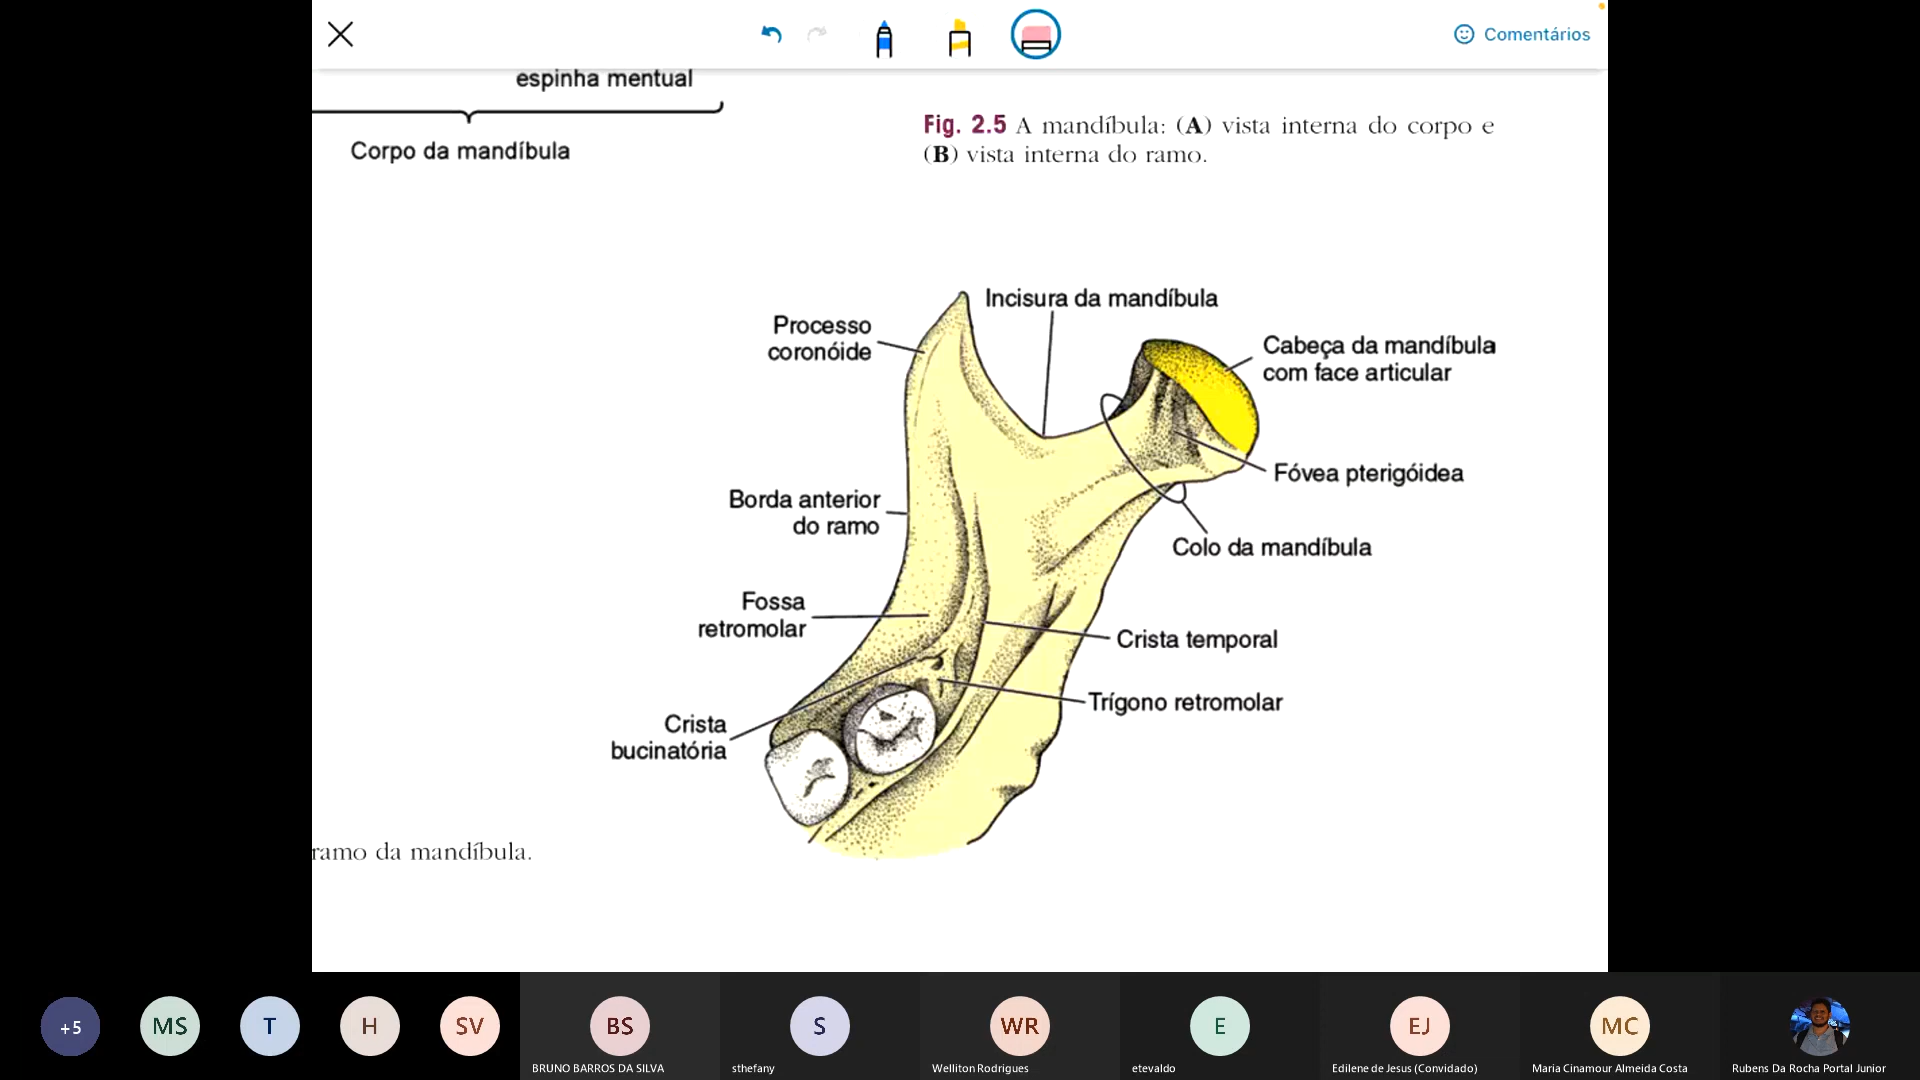 Comentários
espinha mentual
Corpo da mandíbula
Fig. 2.5 A mandíbula: (A) vista interna do corpo e
(B) vista interna do ramo.
Incisura da mandíbula
Processo
coronóide
Cabeça da mandíbula
com face articular
Fóvea pterigóidea
Borda anterior
do ramo
Colo da mandíbula
Fossa
retromolar
Crista temporal
Trígono retromolar
Crista
bucinatória
ramo da mandíbula.
+5
MS
T
H
SV
BS
S
WR
E
EJ
MC
BRUNO BARROS DA SILVA
sthefany
Welliton Rodrigues
etevaldo
Edilene de Jesus (Convidado)
Maria Cinamour Almeida Costa
Rubens Da Rocha Portal Junior